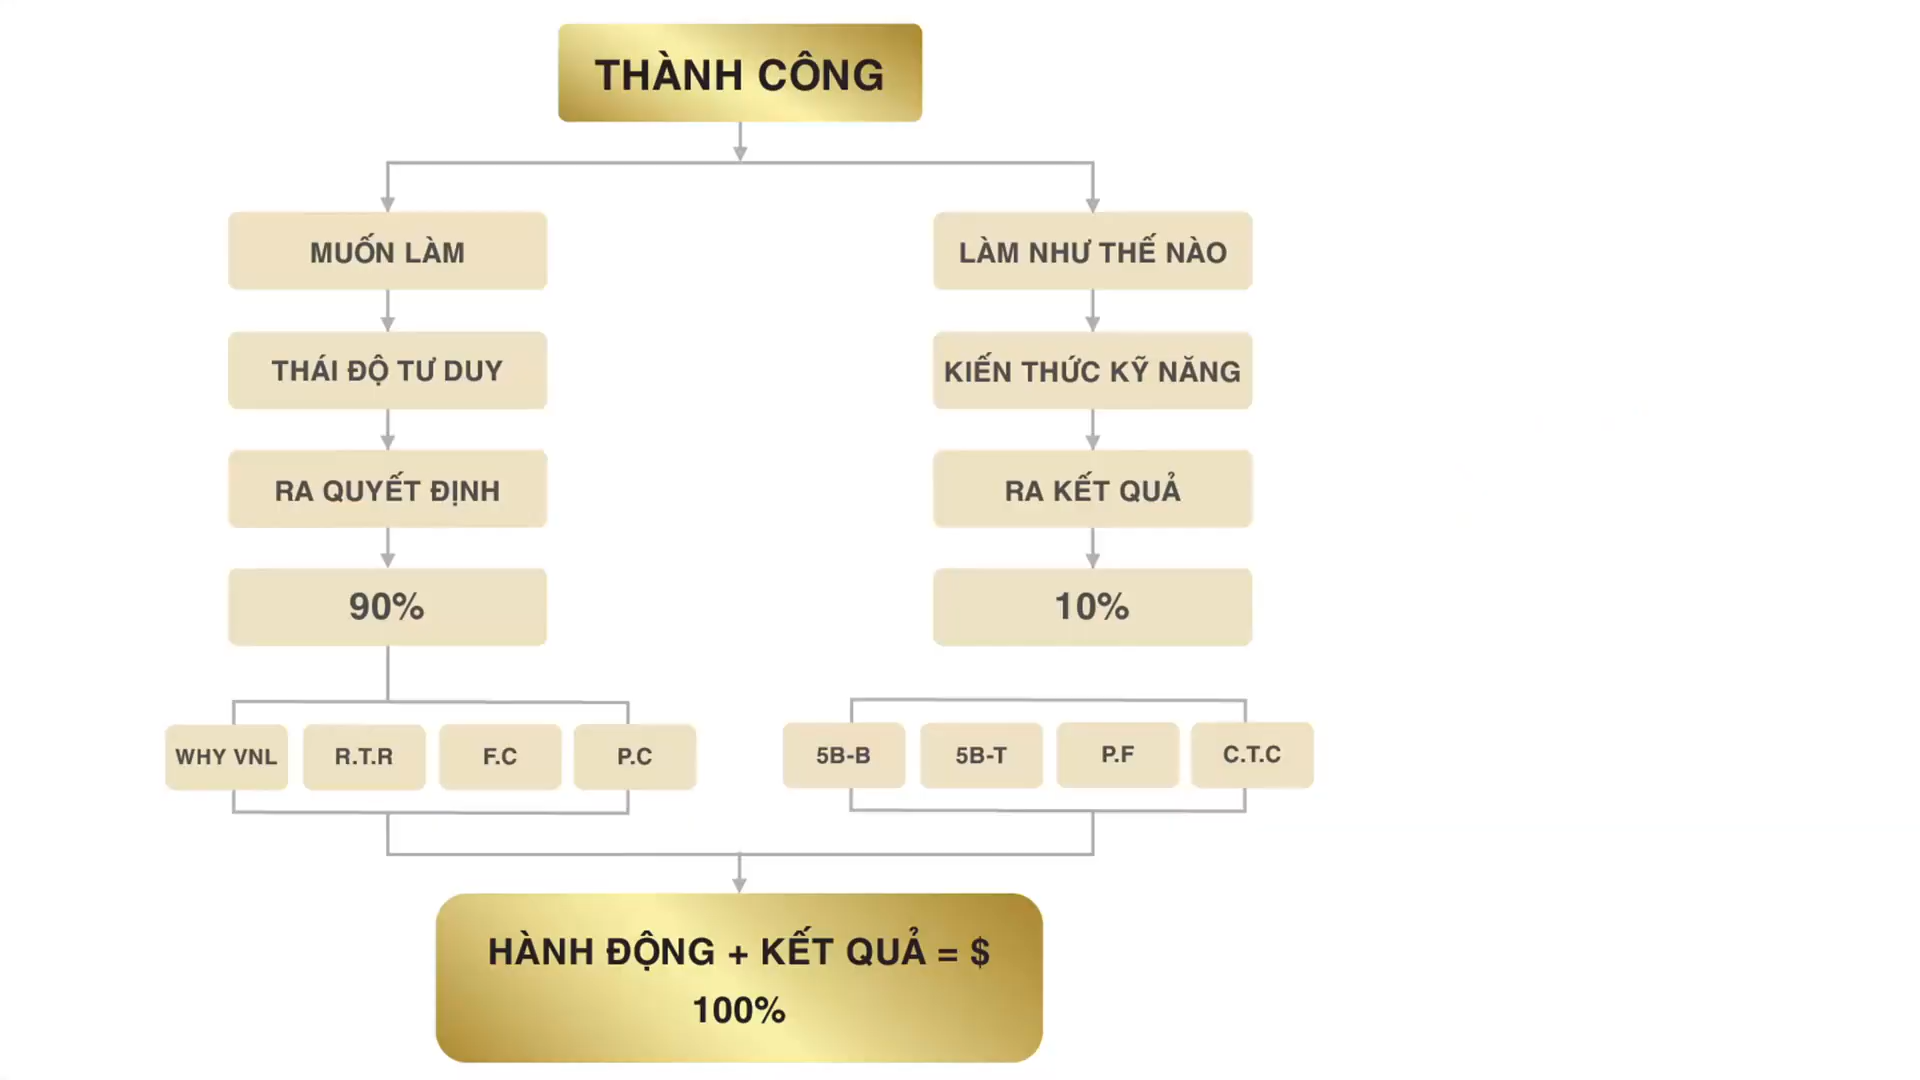 THÀNH CÔNG
MUỐN LÀM
LÀM NHƯ THẾ NÀO
THÁI ĐỘ TƯ DUY
KIẾN THỨC KỸ NĂNG
RA QUYẾT ĐỊNH
RA KẾT QUẢ
90%
10%
WHY VNL
R.T.R
F.C
P.C
5B-B
5B-T
P.F
C.T.C
HÀNH ĐỘNG + KẾT QUẢ = $
100%